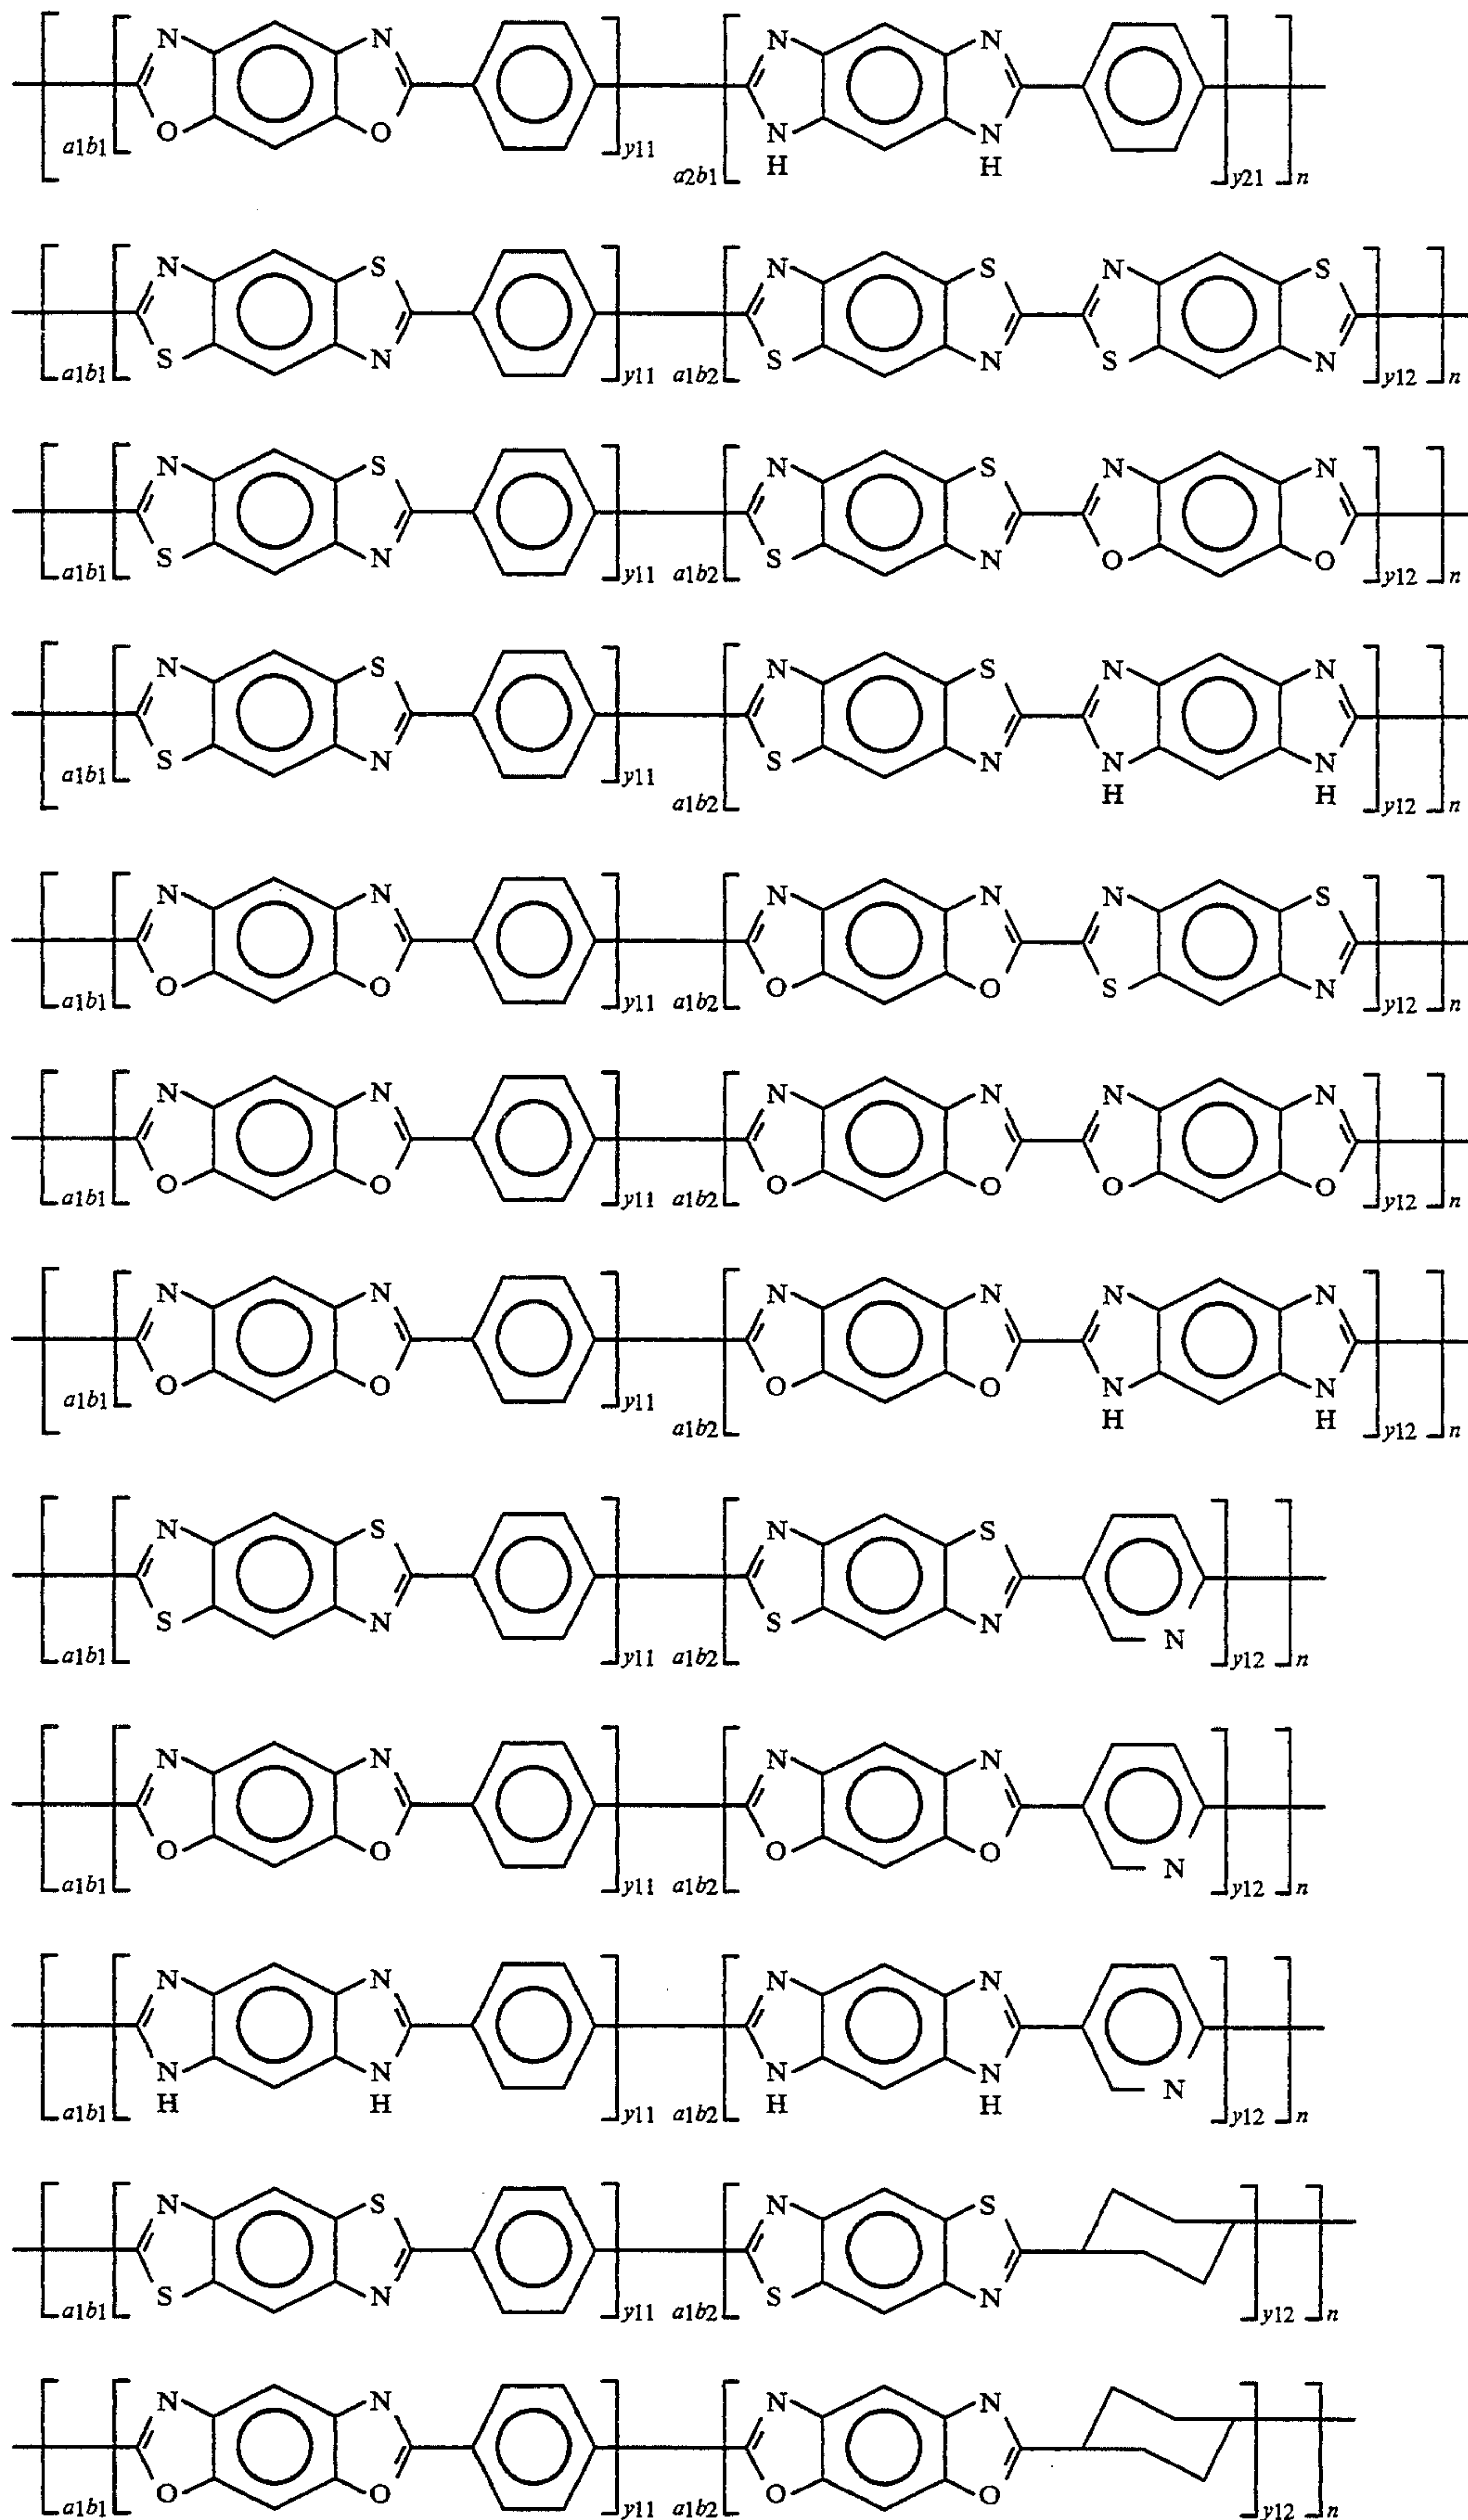 N N N N
O O N N
a1b1 y11 H H
a2b1 y21 n
N S N S N S
S N S N S N
a1b1 y11 a1b2 y12 n
N S N S N N
S N S N O O
a1b1 y11 a1b2 y12 n
N S N S N N
S N S N N N
a1b1 y11 H H
a1b2 y12 n
N N N N N S
O O O O S N
a1b1 y11 a1b2 y12 n
N N N N N N
O O O O O O
a1b1 y11 a1b2 y12 n
N N N N N N
O O O O N N
a1b1 y11 H H
a1b2 y12 n
N S N S
S N S N N
a1b1 y11 a1b2 y12 n
N N N N
O O O O N
a1b1 y11 a1b2 y12 n
N N N N
N N N N N
H H H H
a1b1 y11 a1b2 y12 n
N S N S
S N S N
a1b1 y11 a1b2 y12 n
N N N N
O O O O
a1b1 y11 a1b2 y12 n